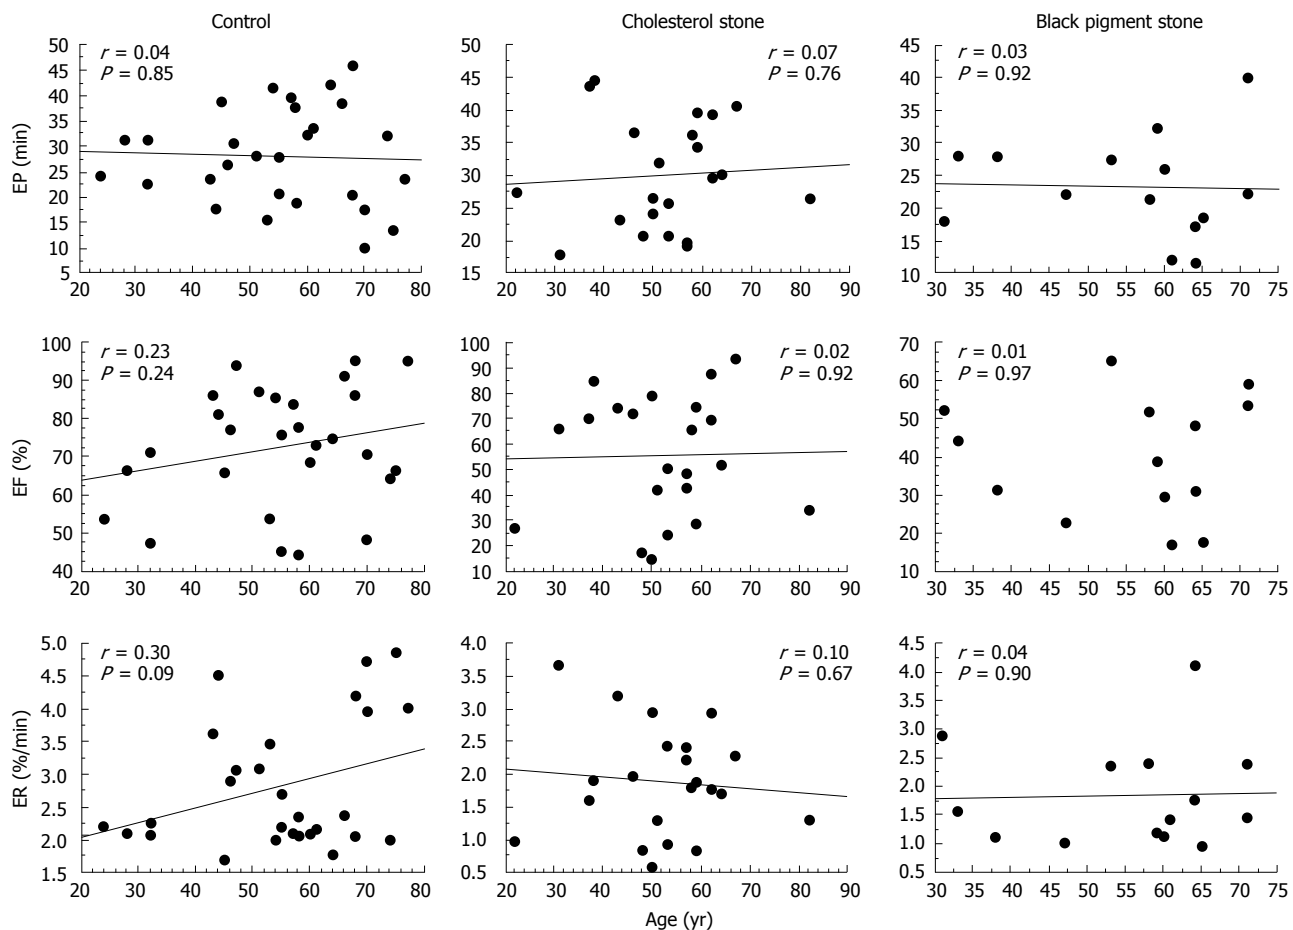 Control
Cholesterol stone
Black pigment stone
EP (min)
50
45
40
35
30
25
20
15
10
5
r = 0.04
P = 0.85
20 30 40 50 60 70 80
50
45
40
35
30
25
20
15
r = 0.07
P = 0.76
20 30 40 50 60 70 80 90
45
40
35
30
25
20
15
10
r = 0.03
P = 0.92
30 35 40 45 50 55 60 65 70 75
EF (%)
100
90
80
70
60
50
40
r = 0.23
P = 0.24
20 30 40 50 60 70 80
100
90
80
70
60
50
40
30
20
10
r = 0.02
P = 0.92
20 30 40 50 60 70 80 90
70
60
50
40
30
20
10
r = 0.01
P = 0.97
30 35 40 45 50 55 60 65 70 75
ER (%/min)
5.0
4.5
4.0
3.5
3.0
2.5
2.0
1.5
r = 0.30
P = 0.09
20 30 40 50 60 70 80
4.0
3.5
3.0
2.5
2.0
1.5
1.0
0.5
r = 0.10
P = 0.67
20 30 40 50 60 70 80 90
4.5
4.0
3.5
3.0
2.5
2.0
1.5
1.0
0.5
r = 0.04
P = 0.90
30 35 40 45 50 55 60 65 70 75
Age (yr)